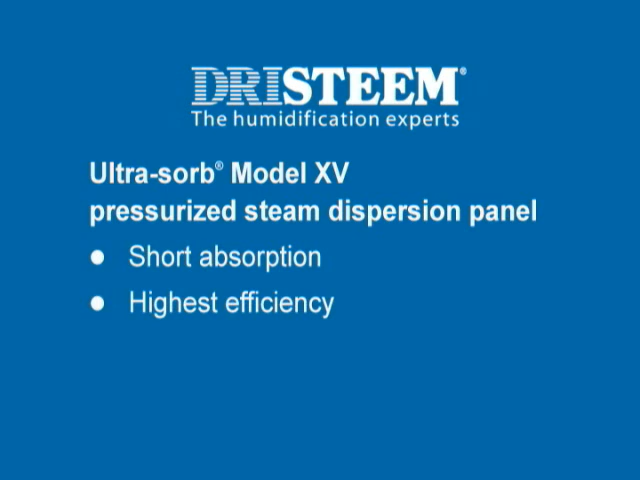 DRISTEEM®
The humidification experts
Ultra-sorb® Model XV
pressurized steam dispersion panel
● Short absorption
● Highest efficiency